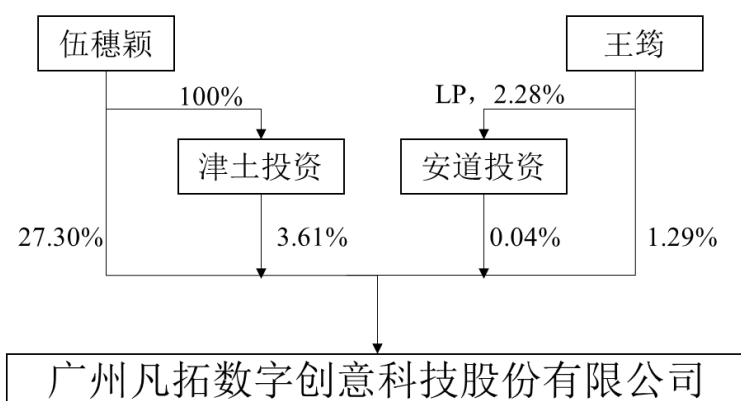 伍穗颖
王筠
100%
LP，2.28%
津土投资
安道投资
27.30%
3.61%
0.04%
1.29%
广州凡拓数字创意科技股份有限公司